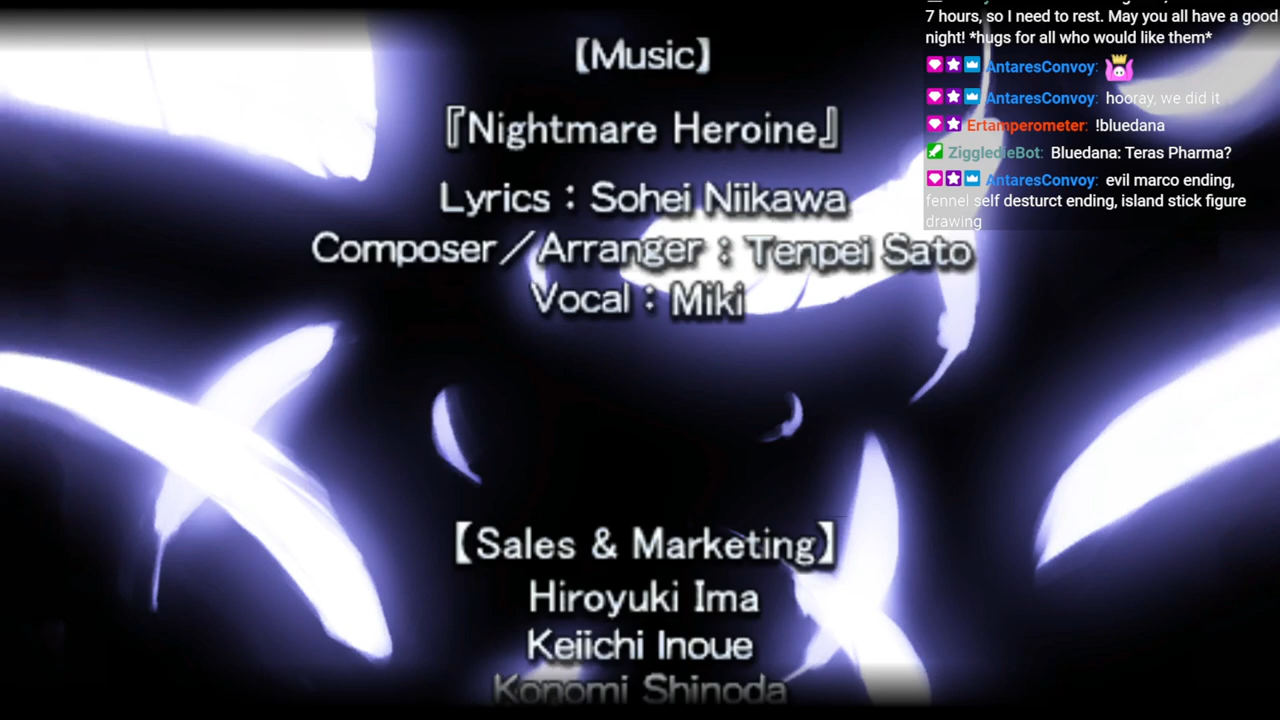 【Music】
『Nightmare Heroine』
Lyrics：Sohei Niikawa
Composer／Arranger：Tenpei Sato
Vocal：Miki
【Sales & Marketing】
Hiroyuki Ima
Keiichi Inoue
Konomi Shinoda
7 hours, so I need to rest. May you all have a good
night! *hugs for all who would like them*
AntaresConvoy:
AntaresConvoy: hooray, we did it
Ertamperometer: !bluedana
ZiggledieBot: Bluedana: Teras Pharma?
AntaresConvoy: evil marco ending,
fennel self desturct ending, island stick figure
drawing